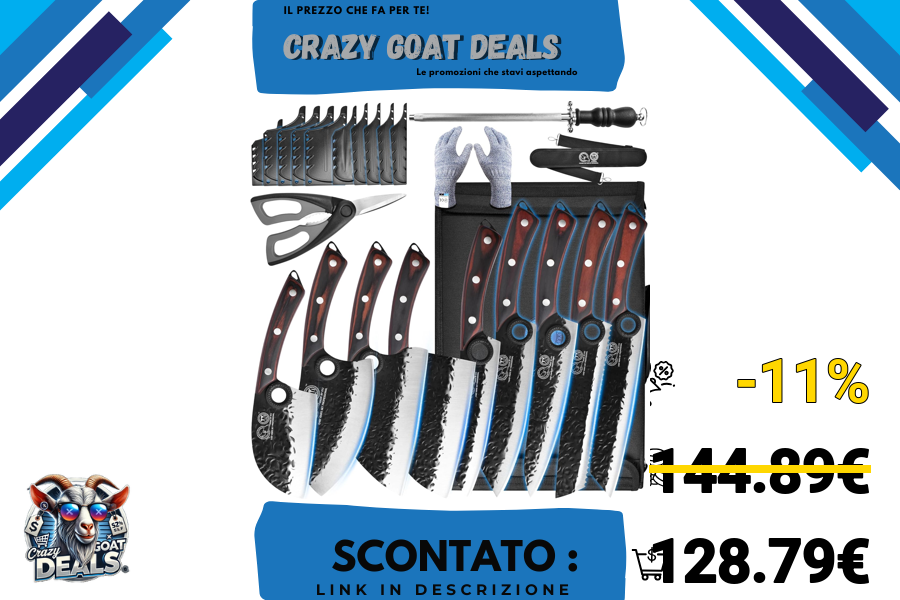 IL PREZZO CHE FA PER TE!
CRAZY GOAT DEALS
Le promozioni che stavi aspettando
-11%
144.89€
128.79€
SCONTATO :
LINK IN DESCRIZIONE
$
57%
Crazy
GOAT
DEALS